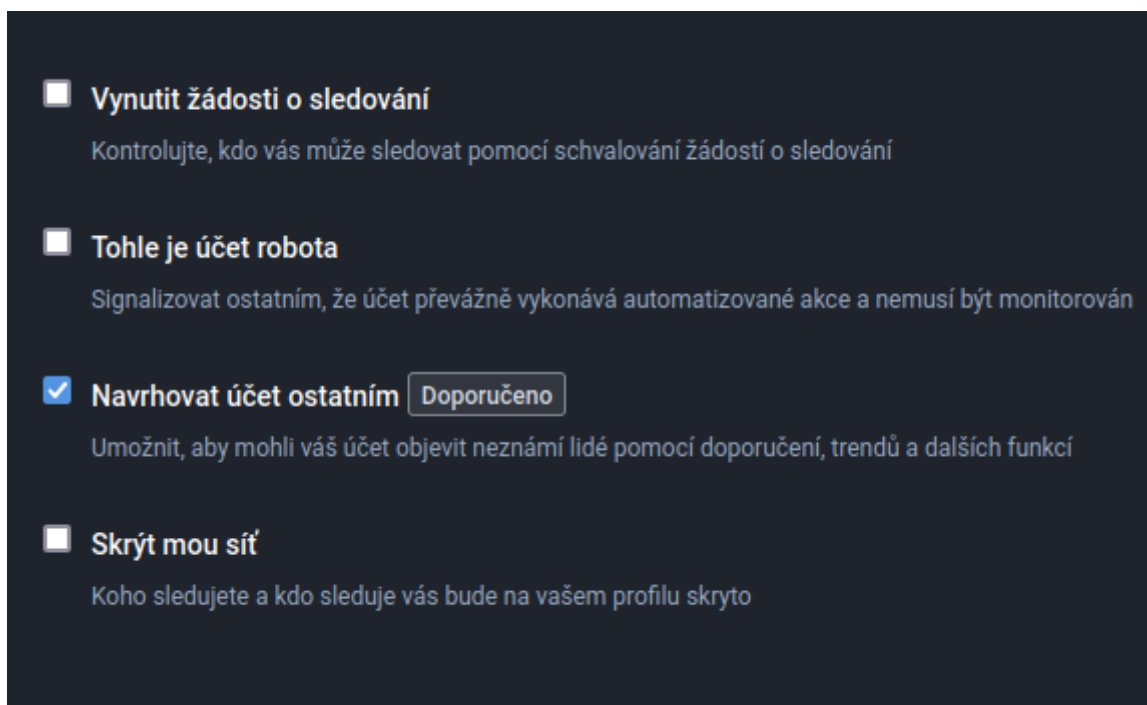 Vynutit žádosti o sledování
Kontrolujte, kdo vás může sledovat pomocí schvalování žádostí o sledování
Tohle je účet robota
Signalizovat ostatním, že účet převážně vykonává automatizované akce a nemusí být monitorován
Navrhovat účet ostatním Doporučeno
Umožnit, aby mohli váš účet objevit neznámí lidé pomocí doporučení, trendů a dalších funkcí
Skrýt mou síť
Koho sledujete a kdo sleduje vás bude na vašem profilu skryto